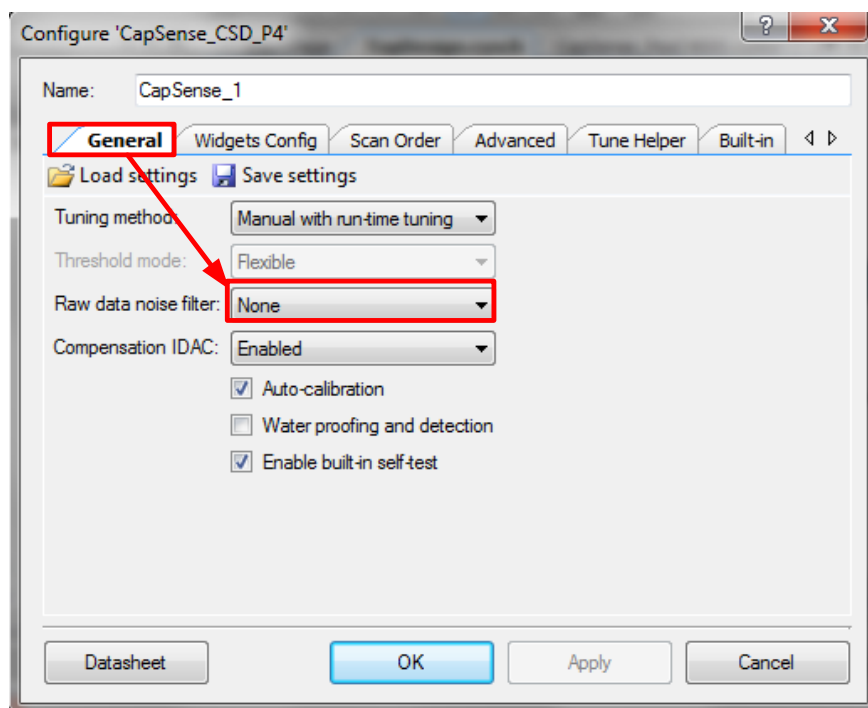 Configure 'CapSense_CSD_P4'
Name: CapSense_1
General Widgets Config Scan Order Advanced Tune Helper Built-in
Load settings Save settings
Tuning method: Manual with run-time tuning
Threshold mode: Flexible
Raw data noise filter: None
Compensation IDAC: Enabled
Auto-calibration
Water proofing and detection
Enable built-in self-test
Datasheet OK Apply Cancel